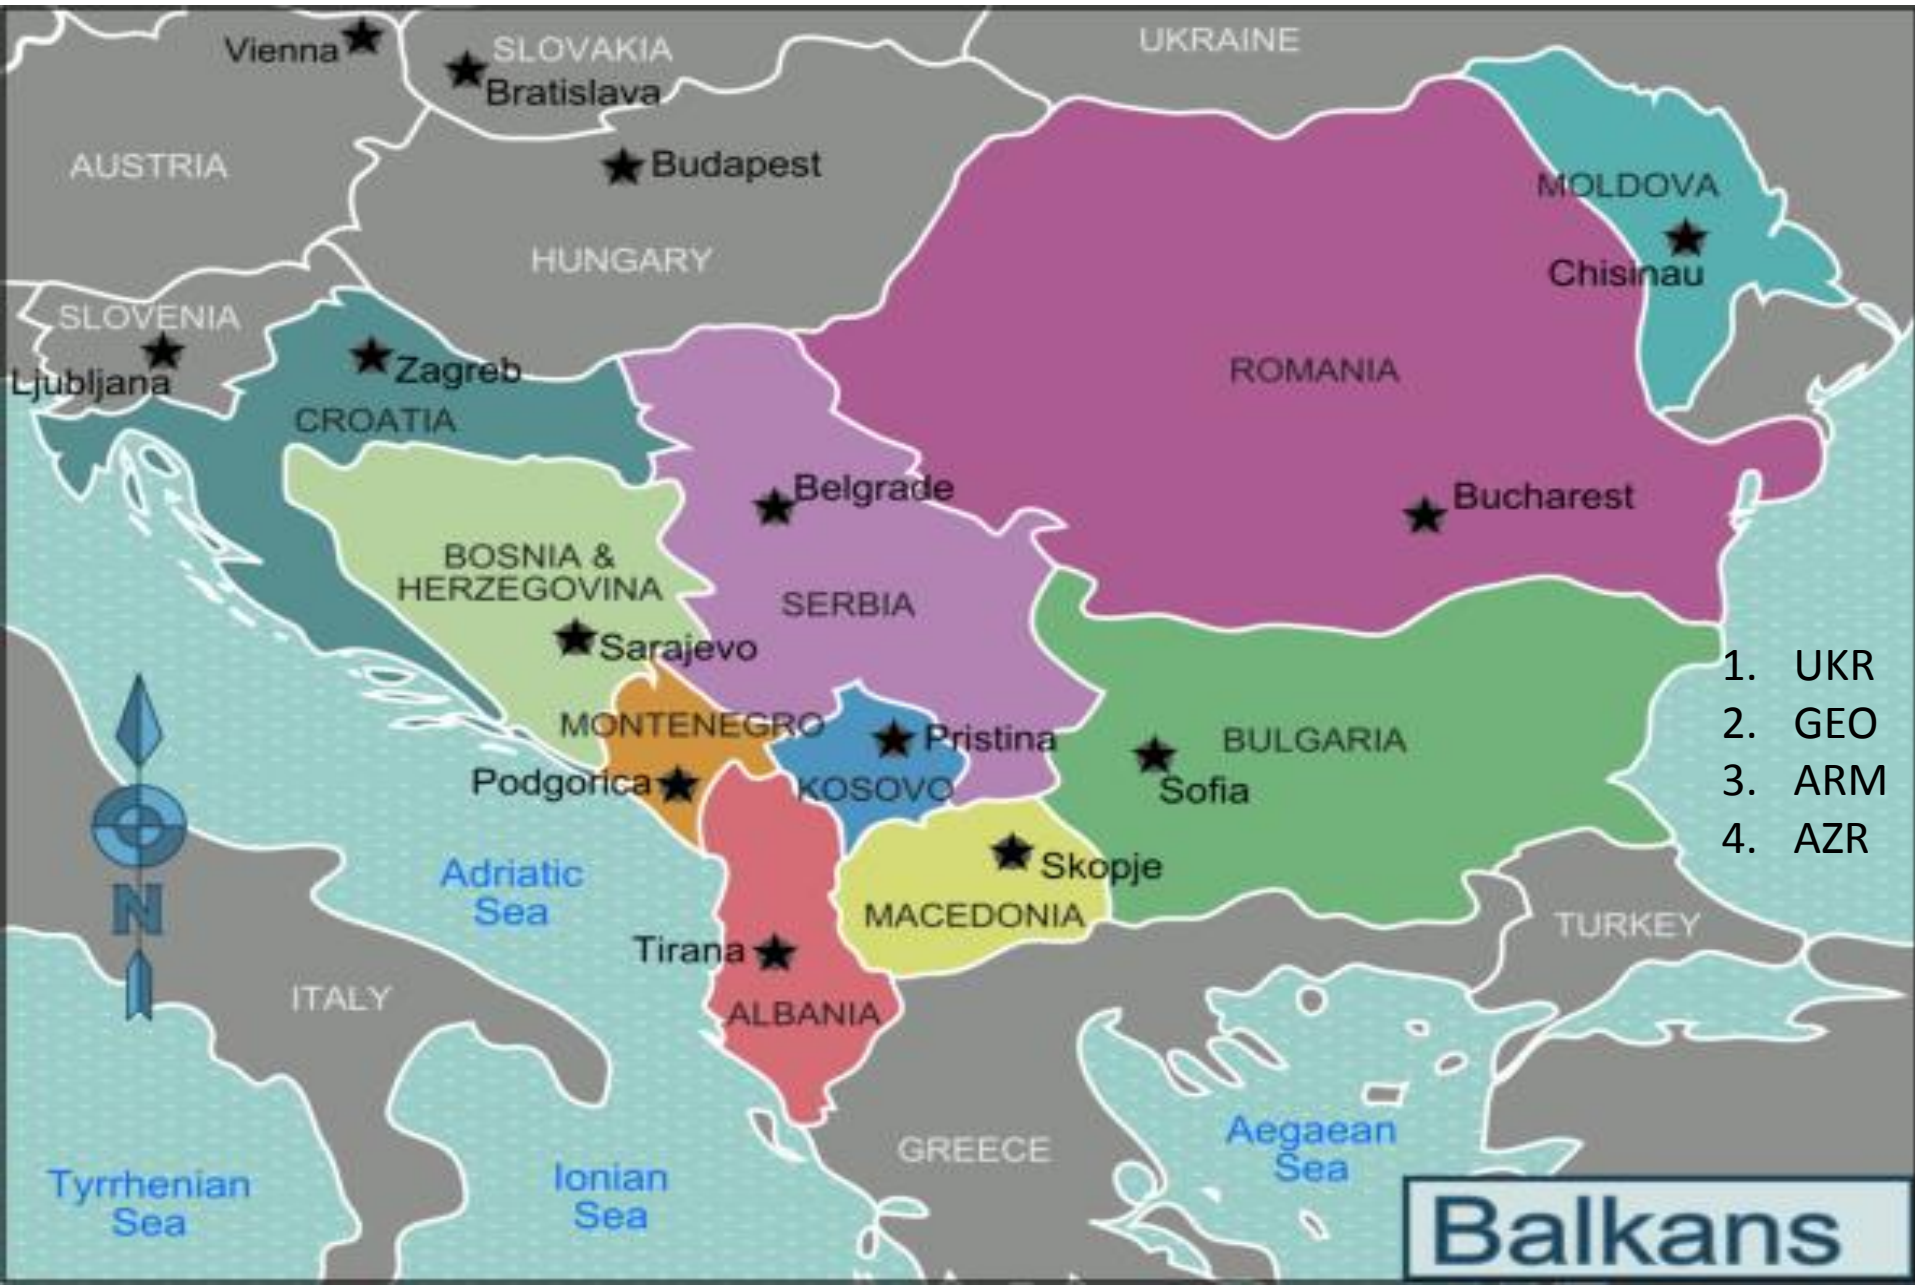 Vienna
SLOVAKIA
UKRAINE
Bratislava
AUSTRIA
Budapest
MOLDOVA
HUNGARY
Chisinau
SLOVENIA
Ljubljana
Zagreb
ROMANIA
CROATIA
Belgrade
Bucharest
BOSNIA &
HERZEGOVINA
SERBIA
Sarajevo
1. UKR
2. GEO
3. ARM
4. AZR
MONTENEGRO
Pristina
BULGARIA
Podgorica
KOSOVO
Sofia
Adriatic
Sea
Skopje
N
MACEDONIA
TURKEY
Tirana
ITALY
ALBANIA
Aegaean
Sea
GREECE
Tyrrhenian
Sea
Ionian
Sea
Balkans